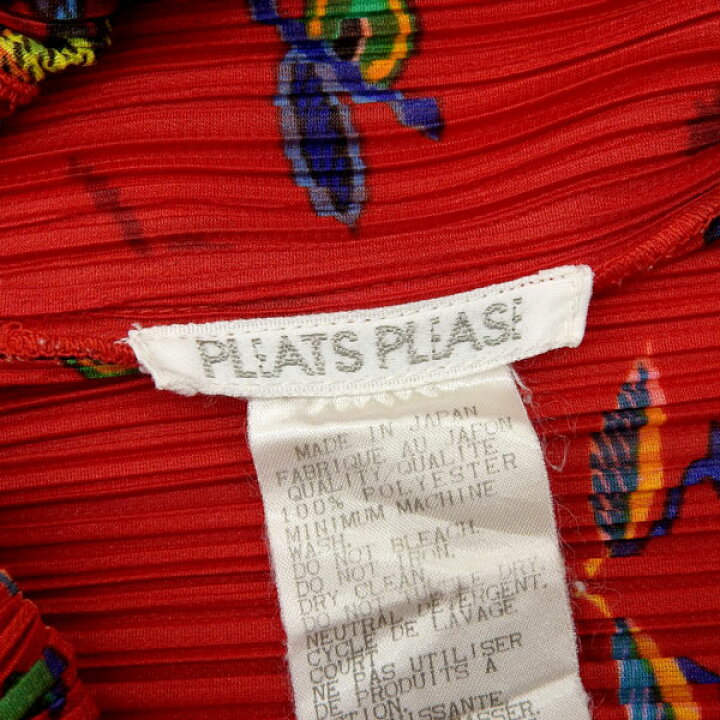 PLEATS PLEASE
MADE IN JAPAN
FABRIQUE AU JAPON
QUALITY QUALITE
100% POLYESTER
MINIMUM MACHINE
WASH.
DO NOT BLEACH.
DO NOT IRON.
DRY CLEAN.
DO NOT TUMBLE DRY.
NEUTRAL DETERGENT.
CYCLE DE LAVAGE
COURT
NE PAS UTILISER
DE PRODUITS A